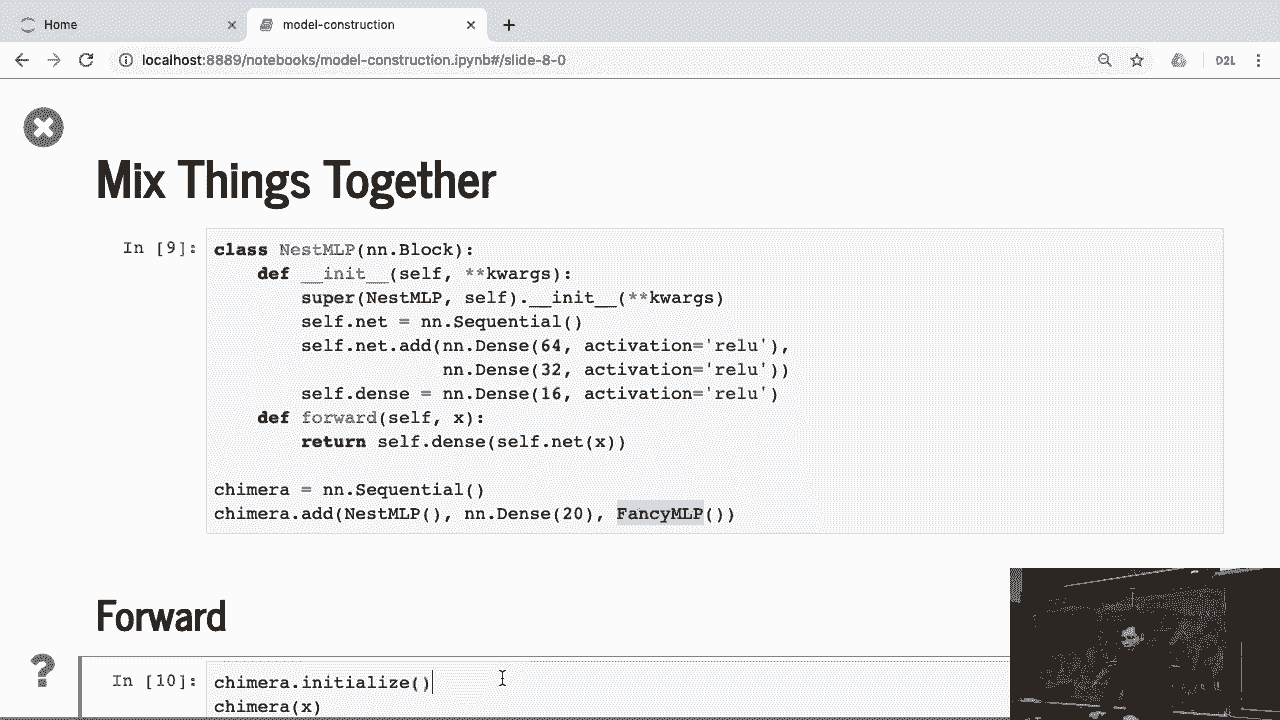 Home
model-construction
localhost:8889/notebooks/model-construction.ipynb#/slide-8-0
D2L
Mix Things Together
In [9]:
class NestMLP(nn.Block):
    def __init__(self, **kwargs):
        super(NestMLP, self).__init__(**kwargs)
        self.net = nn.Sequential()
        self.net.add(nn.Dense(64, activation='relu'),
                     nn.Dense(32, activation='relu'))
        self.dense = nn.Dense(16, activation='relu')
    def forward(self, x):
        return self.dense(self.net(x))
chimera = nn.Sequential()
chimera.add(NestMLP(), nn.Dense(20), FancyMLP())
Forward
In [10]:
chimera.initialize()
chimera(x)